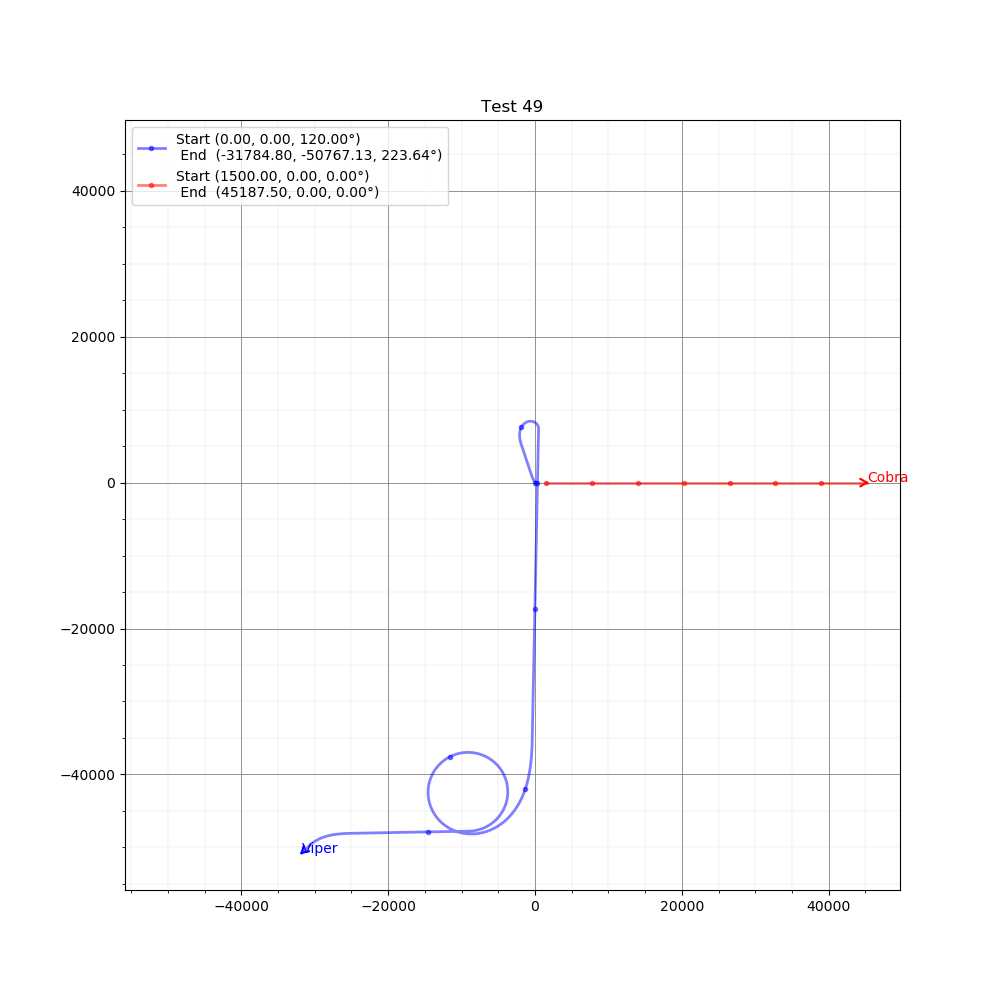 Test 49
Start (0.00, 0.00, 120.00°)
End  (-31784.80, -50767.13, 223.64°)
Start (1500.00, 0.00, 0.00°)
End  (45187.50, 0.00, 0.00°)
40000
20000
0
−20000
−40000
Cobra
Viper
−40000
−20000
0
20000
40000